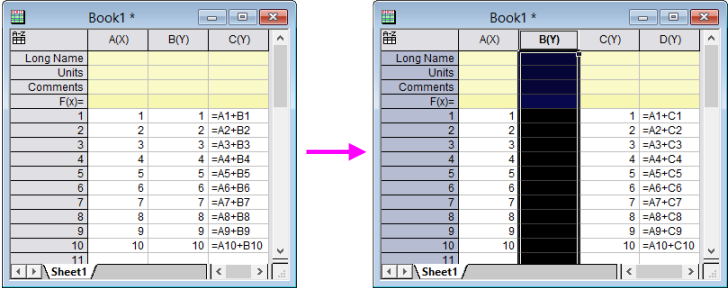 Book1 *
A(X) B(Y) C(Y)
Long Name
Units
Comments
F(x)=
1 1 1 =A1+B1
2 2 2 =A2+B2
3 3 3 =A3+B3
4 4 4 =A4+B4
5 5 5 =A5+B5
6 6 6 =A6+B6
7 7 7 =A7+B7
8 8 8 =A8+B8
9 9 9 =A9+B9
10 10 10 =A10+B10
11
Sheet1
Book1 *
A(X) B(Y) C(Y) D(Y)
Long Name
Units
Comments
F(x)=
1 1 1 =A1+C1
2 2 2 =A2+C2
3 3 3 =A3+C3
4 4 4 =A4+C4
5 5 5 =A5+C5
6 6 6 =A6+C6
7 7 7 =A7+C7
8 8 8 =A8+C8
9 9 9 =A9+C9
10 10 10 =A10+C10
11
Sheet1